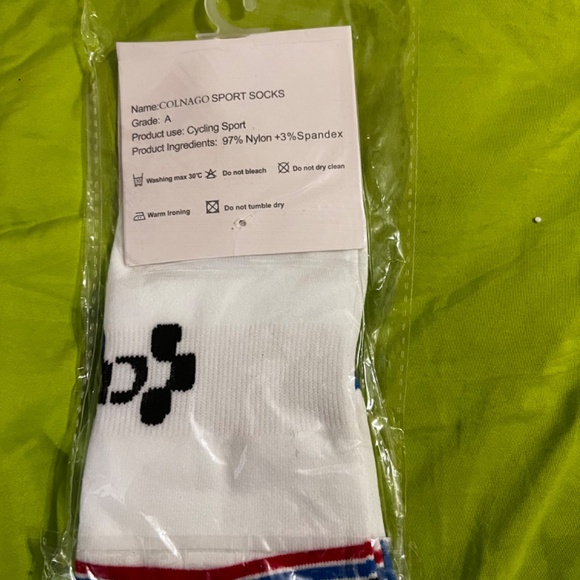 Name:COLNAGO SPORT SOCKS
Grade: A
Product use: Cycling Sport
Product Ingredients: 97% Nylon +3%Spandex
Washing max 30℃ Do not bleach Do not dry clean
Warm Ironing Do not tumble dry